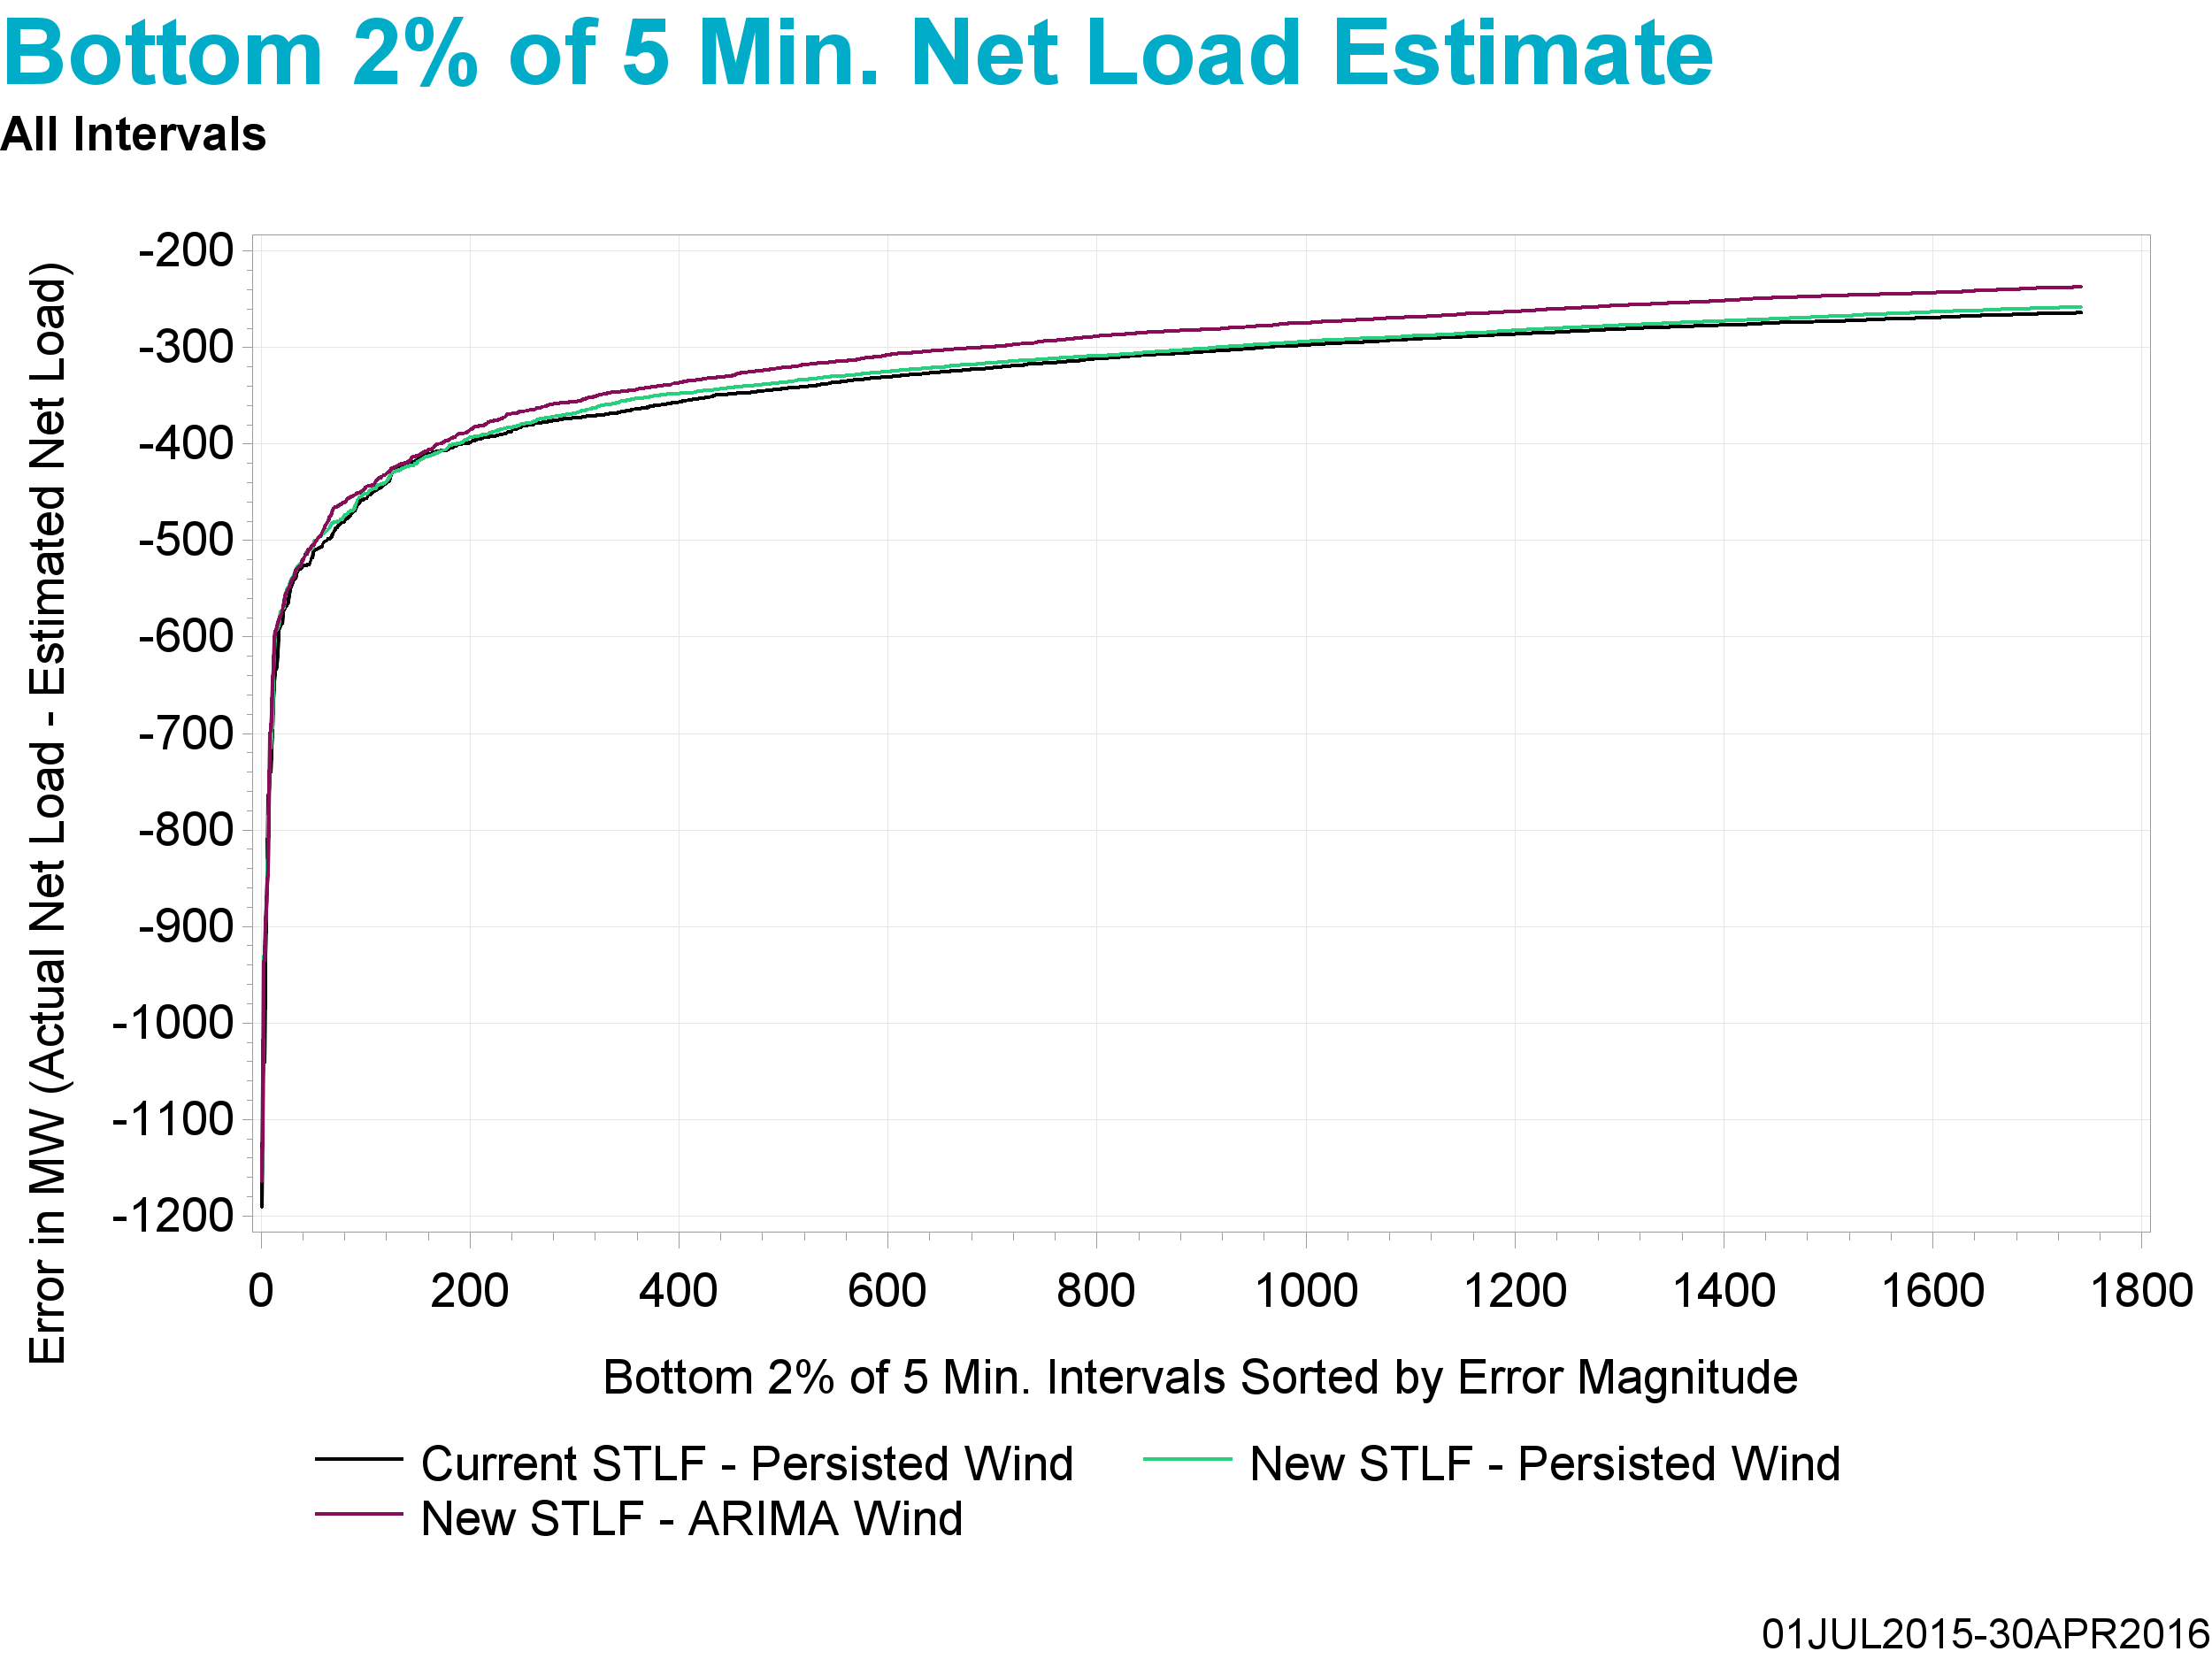 Bottom 2% of 5 Min. Net Load Estimate
All Intervals
Error in MW (Actual Net Load - Estimated Net Load)
-200
-300
-400
-500
-600
-700
-800
-900
-1000
-1100
-1200
0 200 400 600 800 1000 1200 1400 1600 1800
Bottom 2% of 5 Min. Intervals Sorted by Error Magnitude
Current STLF - Persisted Wind New STLF - Persisted Wind
New STLF - ARIMA Wind
01JUL2015-30APR2016